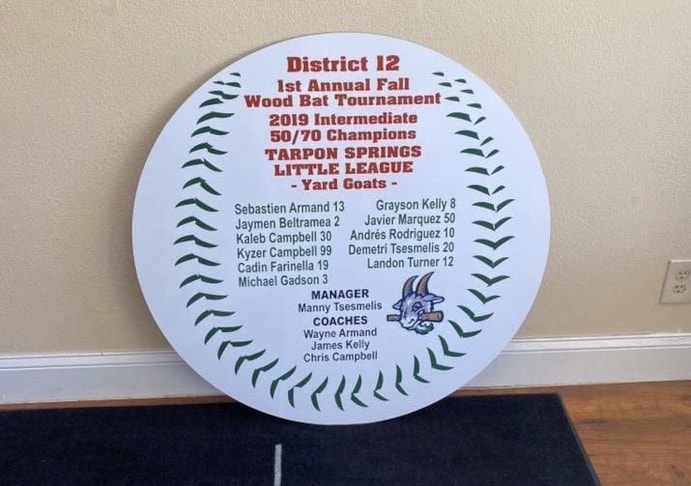 District 12
1st Annual Fall
Wood Bat Tournament
2019 Intermediate
50/70 Champions
TARPON SPRINGS
LITTLE LEAGUE
- Yard Goats -
Sebastien Armand 13
Jaymen Beltramea 2
Kaleb Campbell 30
Kyzer Campbell 99
Cadin Farinella 19
Michael Gadson 3
Grayson Kelly 8
Javier Marquez 50
Andrés Rodriguez 10
Demetri Tsesmelis 20
Landon Turner 12
MANAGER
Manny Tsesmelis
COACHES
Wayne Armand
James Kelly
Chris Campbell